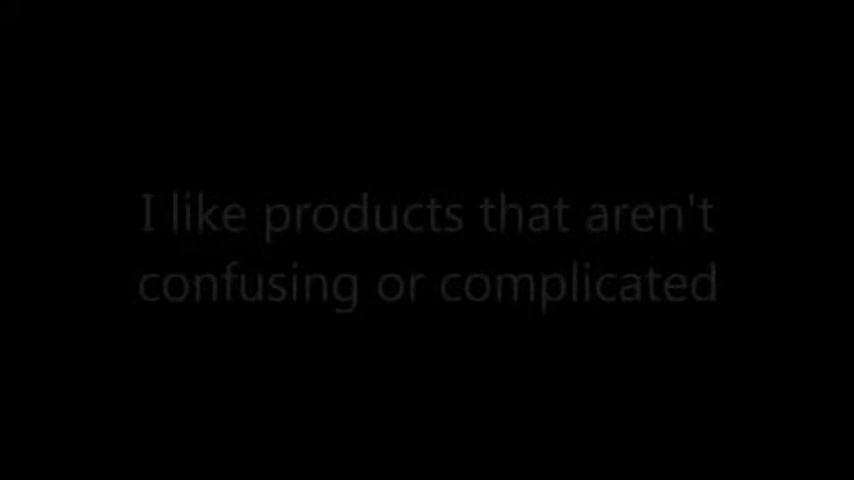 I like products that aren't
confusing or complicated